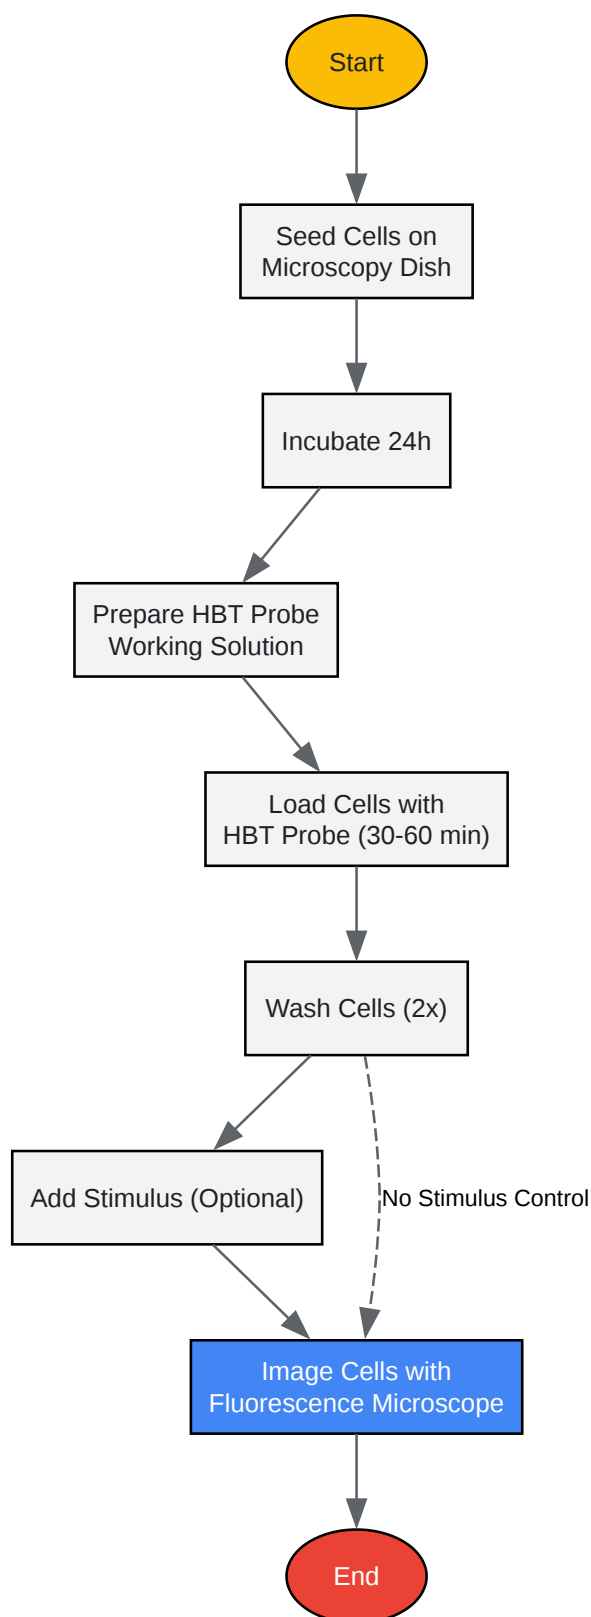 Start
Seed Cells on
Microscopy Dish
Incubate 24h
Prepare HBT Probe
Working Solution
Load Cells with
HBT Probe (30-60 min)
Wash Cells (2x)
Add Stimulus (Optional)
No Stimulus Control
Image Cells with
Fluorescence Microscope
End